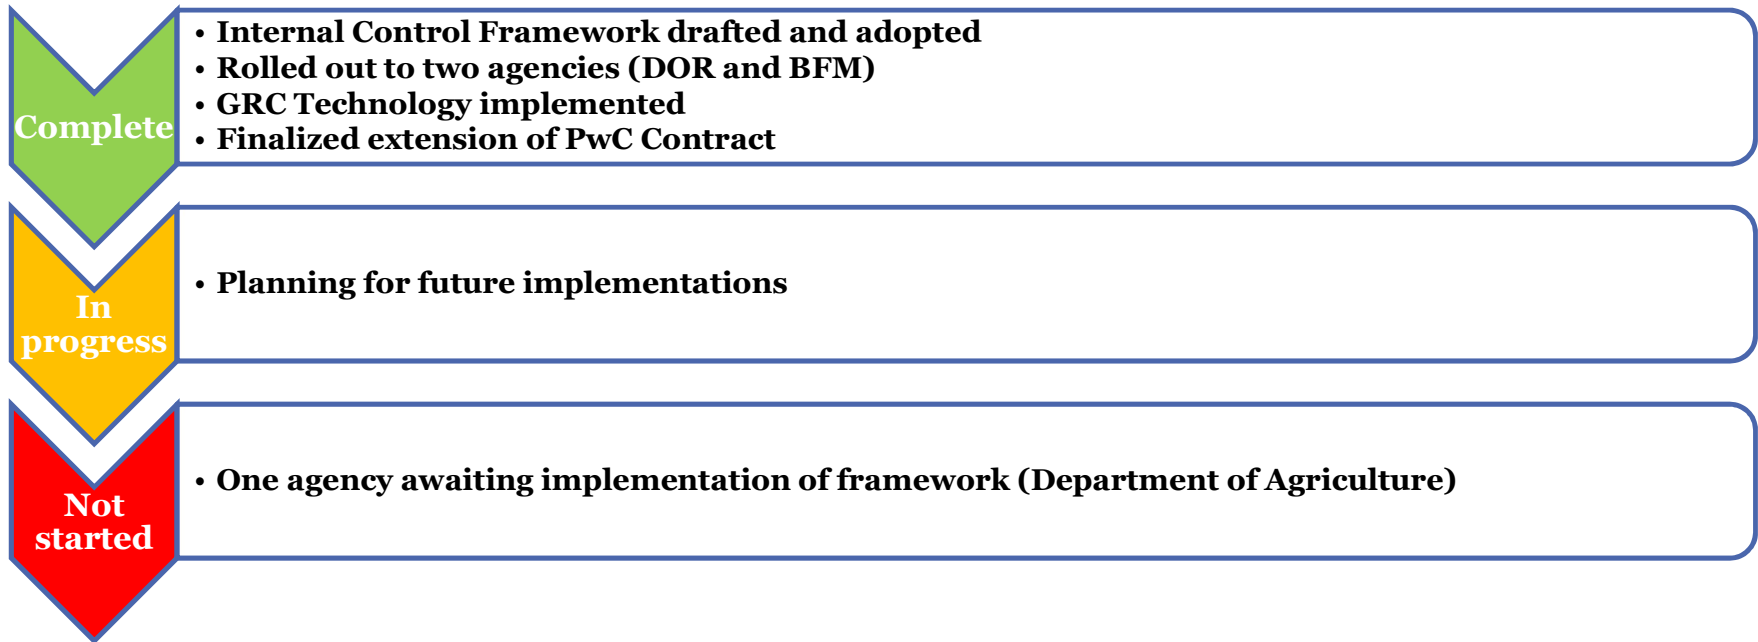 Complete
• Internal Control Framework drafted and adopted
• Rolled out to two agencies (DOR and BFM)
• GRC Technology implemented
• Finalized extension of PwC Contract
In
progress
• Planning for future implementations
Not
started
• One agency awaiting implementation of framework (Department of Agriculture)